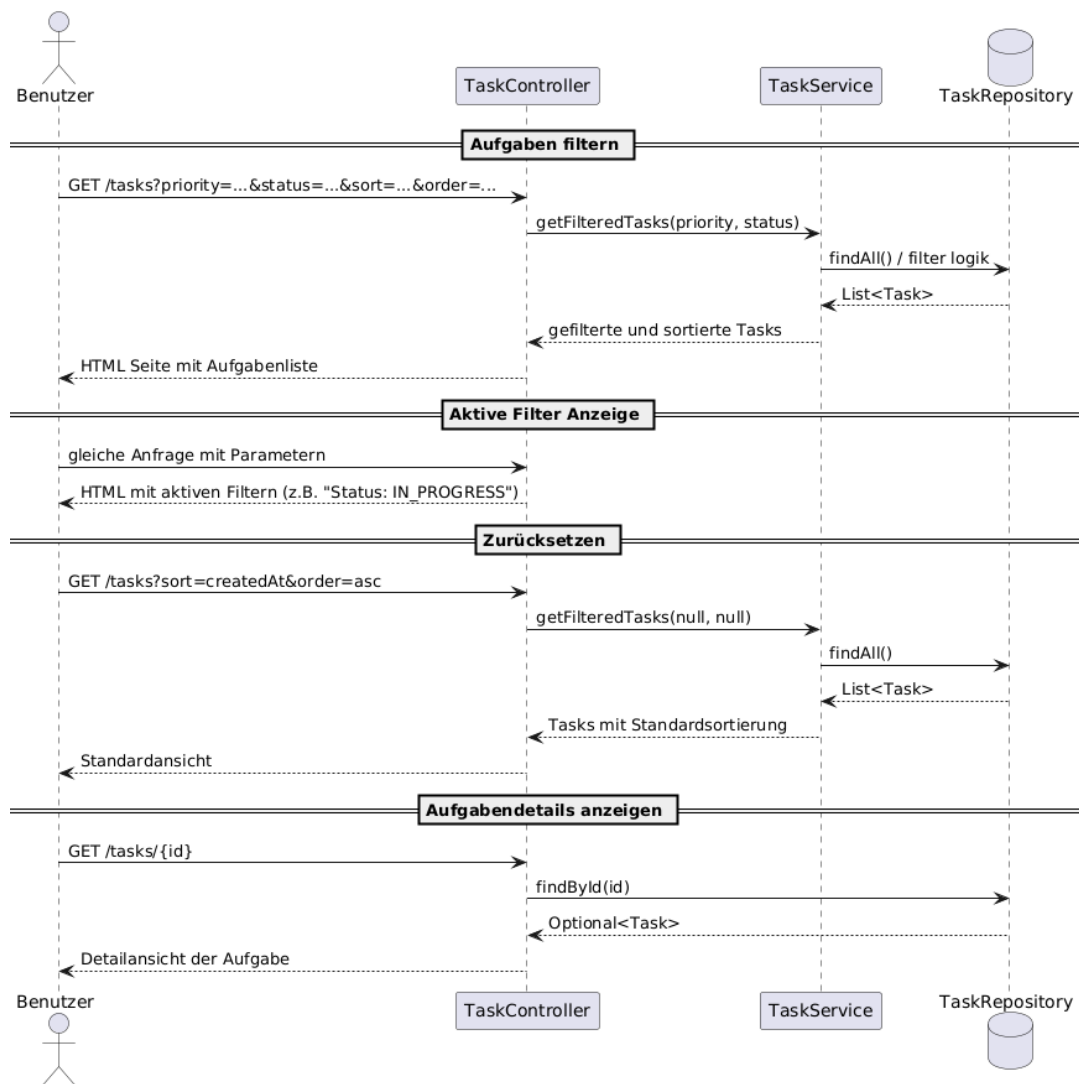 Benutzer
TaskController
TaskService
TaskRepository
Aufgaben filtern
GET /tasks?priority=...&status=...&sort=...&order=...
getFilteredTasks(priority, status)
findAll() / filter logik
List<Task>
gefilterte und sortierte Tasks
HTML Seite mit Aufgabenliste
Aktive Filter Anzeige
gleiche Anfrage mit Parametern
HTML mit aktiven Filtern (z.B. "Status: IN_PROGRESS")
Zurücksetzen
GET /tasks?sort=createdAt&order=asc
getFilteredTasks(null, null)
findAll()
List<Task>
Tasks mit Standardsortierung
Standardansicht
Aufgabendetails anzeigen
GET /tasks/{id}
findById(id)
Optional<Task>
Detailansicht der Aufgabe
Benutzer
TaskController
TaskService
TaskRepository